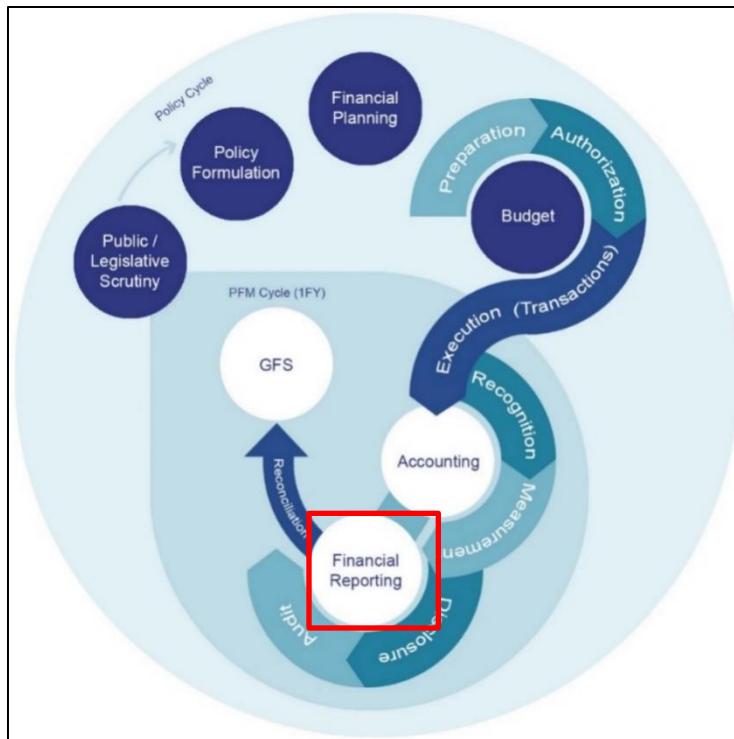 Policy Cycle
Financial
Planning
Policy
Formulation
Public /
Legislative
Scrutiny
Preparation
Authorization
Budget
Execution (Transactions)
PFM Cycle (1FY)
GFS
Recognition
Accounting
Measuremen
Reconciliation
Financial
Reporting
Disclosure
Audit